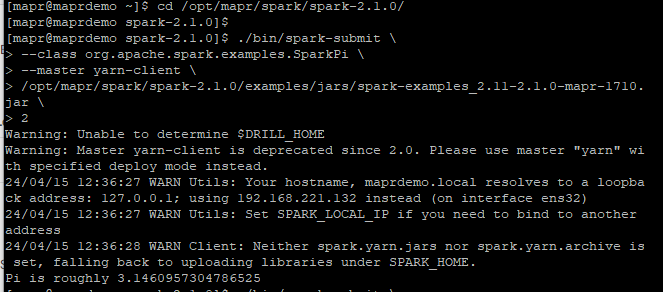 [mapr@maprdemo ~]$ cd /opt/mapr/spark/spark-2.1.0/
[mapr@maprdemo spark-2.1.0]$
[mapr@maprdemo spark-2.1.0]$ ./bin/spark-submit \
> --class org.apache.spark.examples.SparkPi \
> --master yarn-client \
> /opt/mapr/spark/spark-2.1.0/examples/jars/spark-examples_2.11-2.1.0-mapr-1710.
jar \
> 2
Warning: Unable to determine $DRILL_HOME
Warning: Master yarn-client is deprecated since 2.0. Please use master "yarn" wi
th specified deploy mode instead.
24/04/15 12:36:27 WARN Utils: Your hostname, maprdemo.local resolves to a loopba
ck address: 127.0.0.1; using 192.168.221.132 instead (on interface ens32)
24/04/15 12:36:27 WARN Utils: Set SPARK_LOCAL_IP if you need to bind to another
address
24/04/15 12:36:28 WARN Client: Neither spark.yarn.jars nor spark.yarn.archive is
 set, falling back to uploading libraries under SPARK_HOME.
Pi is roughly 3.1460957304786525